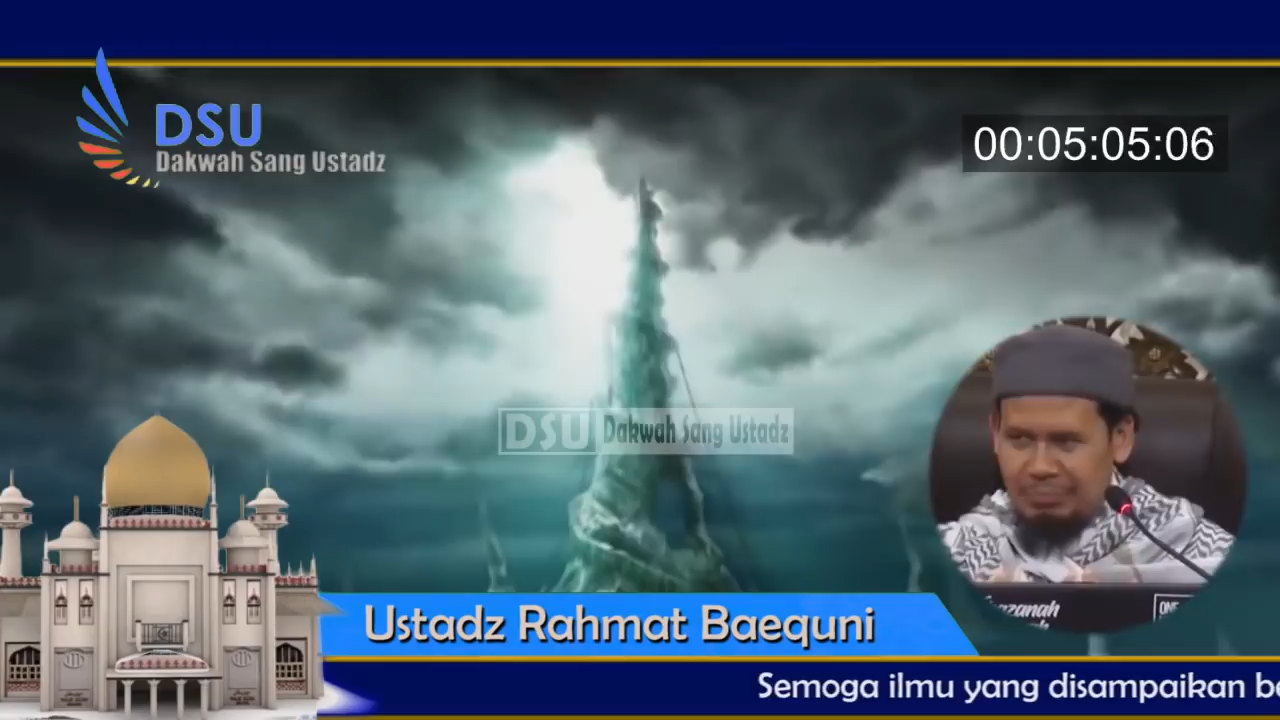 DSU
Dakwah Sang Ustadz
00:05:05:06
DSU Dakwah Sang Ustadz
Ustadz Rahmat Baequni
Semoga ilmu yang disampaikan